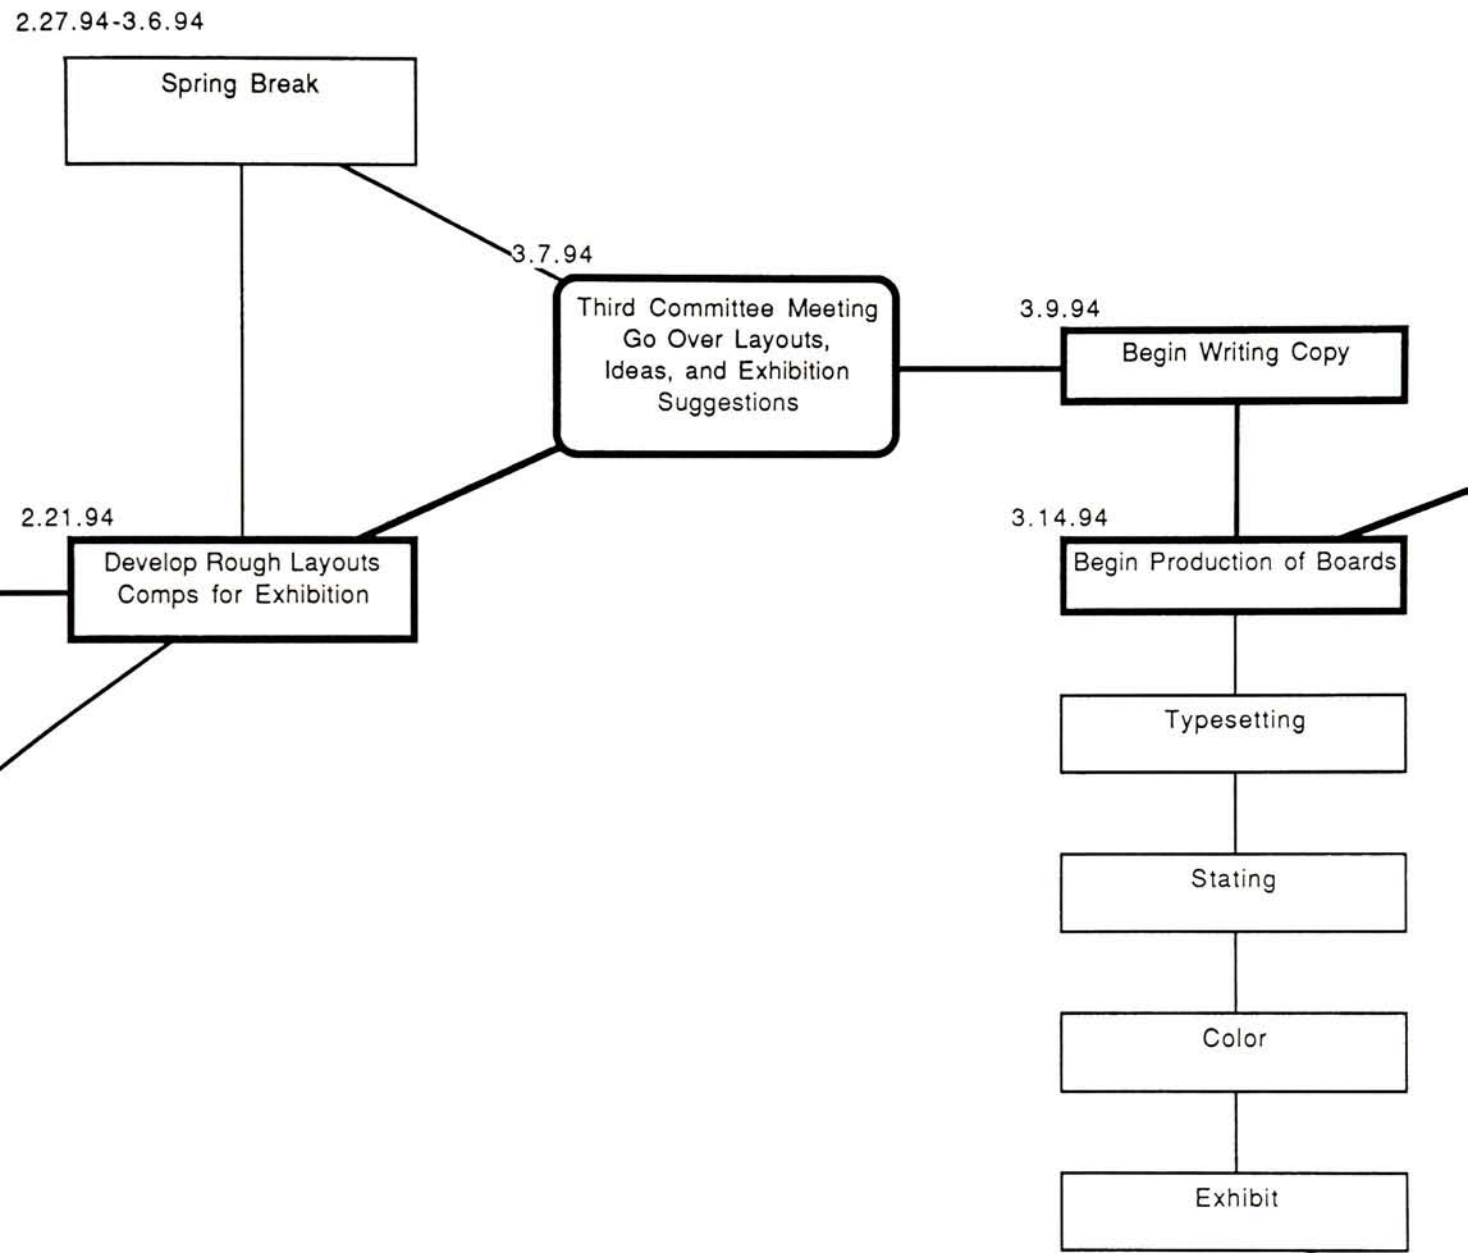 2.27.94-3.6.94
Spring Break
3.7.94
Third Committee Meeting
Go Over Layouts,
Ideas, and Exhibition
Suggestions
3.9.94
Begin Writing Copy
2.21.94
Develop Rough Layouts
Comps for Exhibition
3.14.94
Begin Production of Boards
Typesetting
Stating
Color
Exhibit